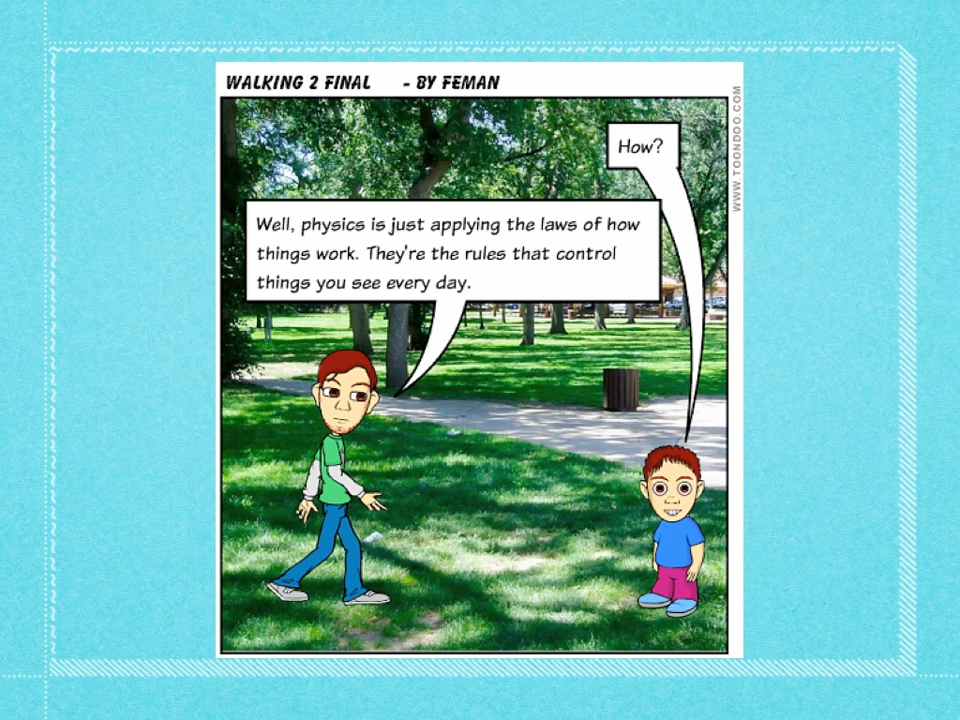 WALKING 2 FINAL - BY FEMAN
WWW.TOONDOO.COM
How?
Well, physics is just applying the laws of how
things work. They're the rules that control
things you see every day.